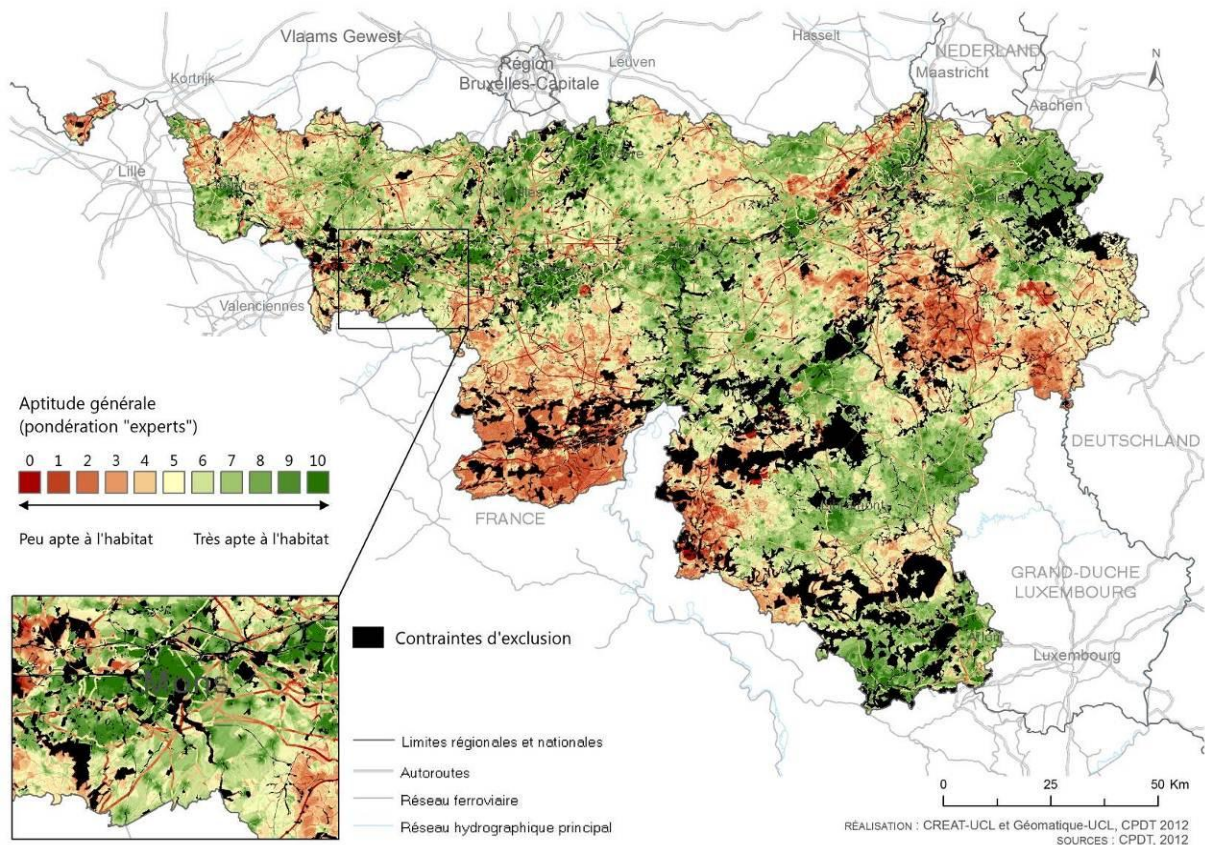 Vlaams Gewest
Hasselt
NEDERLAND
Région
Bruxelles-Capitale
Leuven
Maastricht
Kortrijk
N
Aachen
Lille
Valenciennes
Aptitude générale
(pondération "experts")
0 1 2 3 4 5 6 7 8 9 10
Peu apte à l'habitat Très apte à l'habitat
FRANCE
DEUTSCHLAND
GRAND-DUCHE
LUXEMBOURG
Luxembourg
Mons
Contraintes d'exclusion
Limites régionales et nationales
Autoroutes
Réseau ferroviaire
Réseau hydrographique principal
0 25 50 Km
RÉALISATION : CREAT-UCL et Géomatique-UCL, CPDT 2012
SOURCES : CPDT, 2012